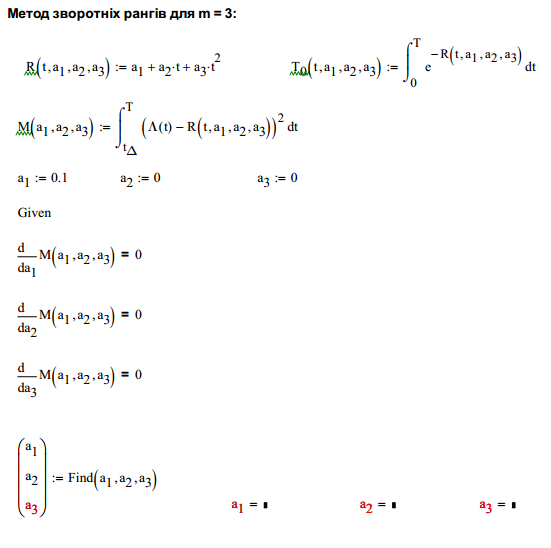 Метод зворотніх рангів для m = 3:
R(t,a₁,a₂,a₃) := a₁ + a₂·t + a₃·t² T₀(t,a₁,a₂,a₃) := ∫₀ᵀ e^(−R(t,a₁,a₂,a₃)) dt
M(a₁,a₂,a₃) := ∫_(t_Δ)^T (Λ(t) − R(t,a₁,a₂,a₃))² dt
a₁ := 0.1 a₂ := 0 a₃ := 0
Given
d/da₁ M(a₁,a₂,a₃) = 0
d/da₂ M(a₁,a₂,a₃) = 0
d/da₃ M(a₁,a₂,a₃) = 0
a₁
a₂ := Find(a₁,a₂,a₃)
a₃ a₁ = ▪ a₂ = ▪ a₃ = ▪